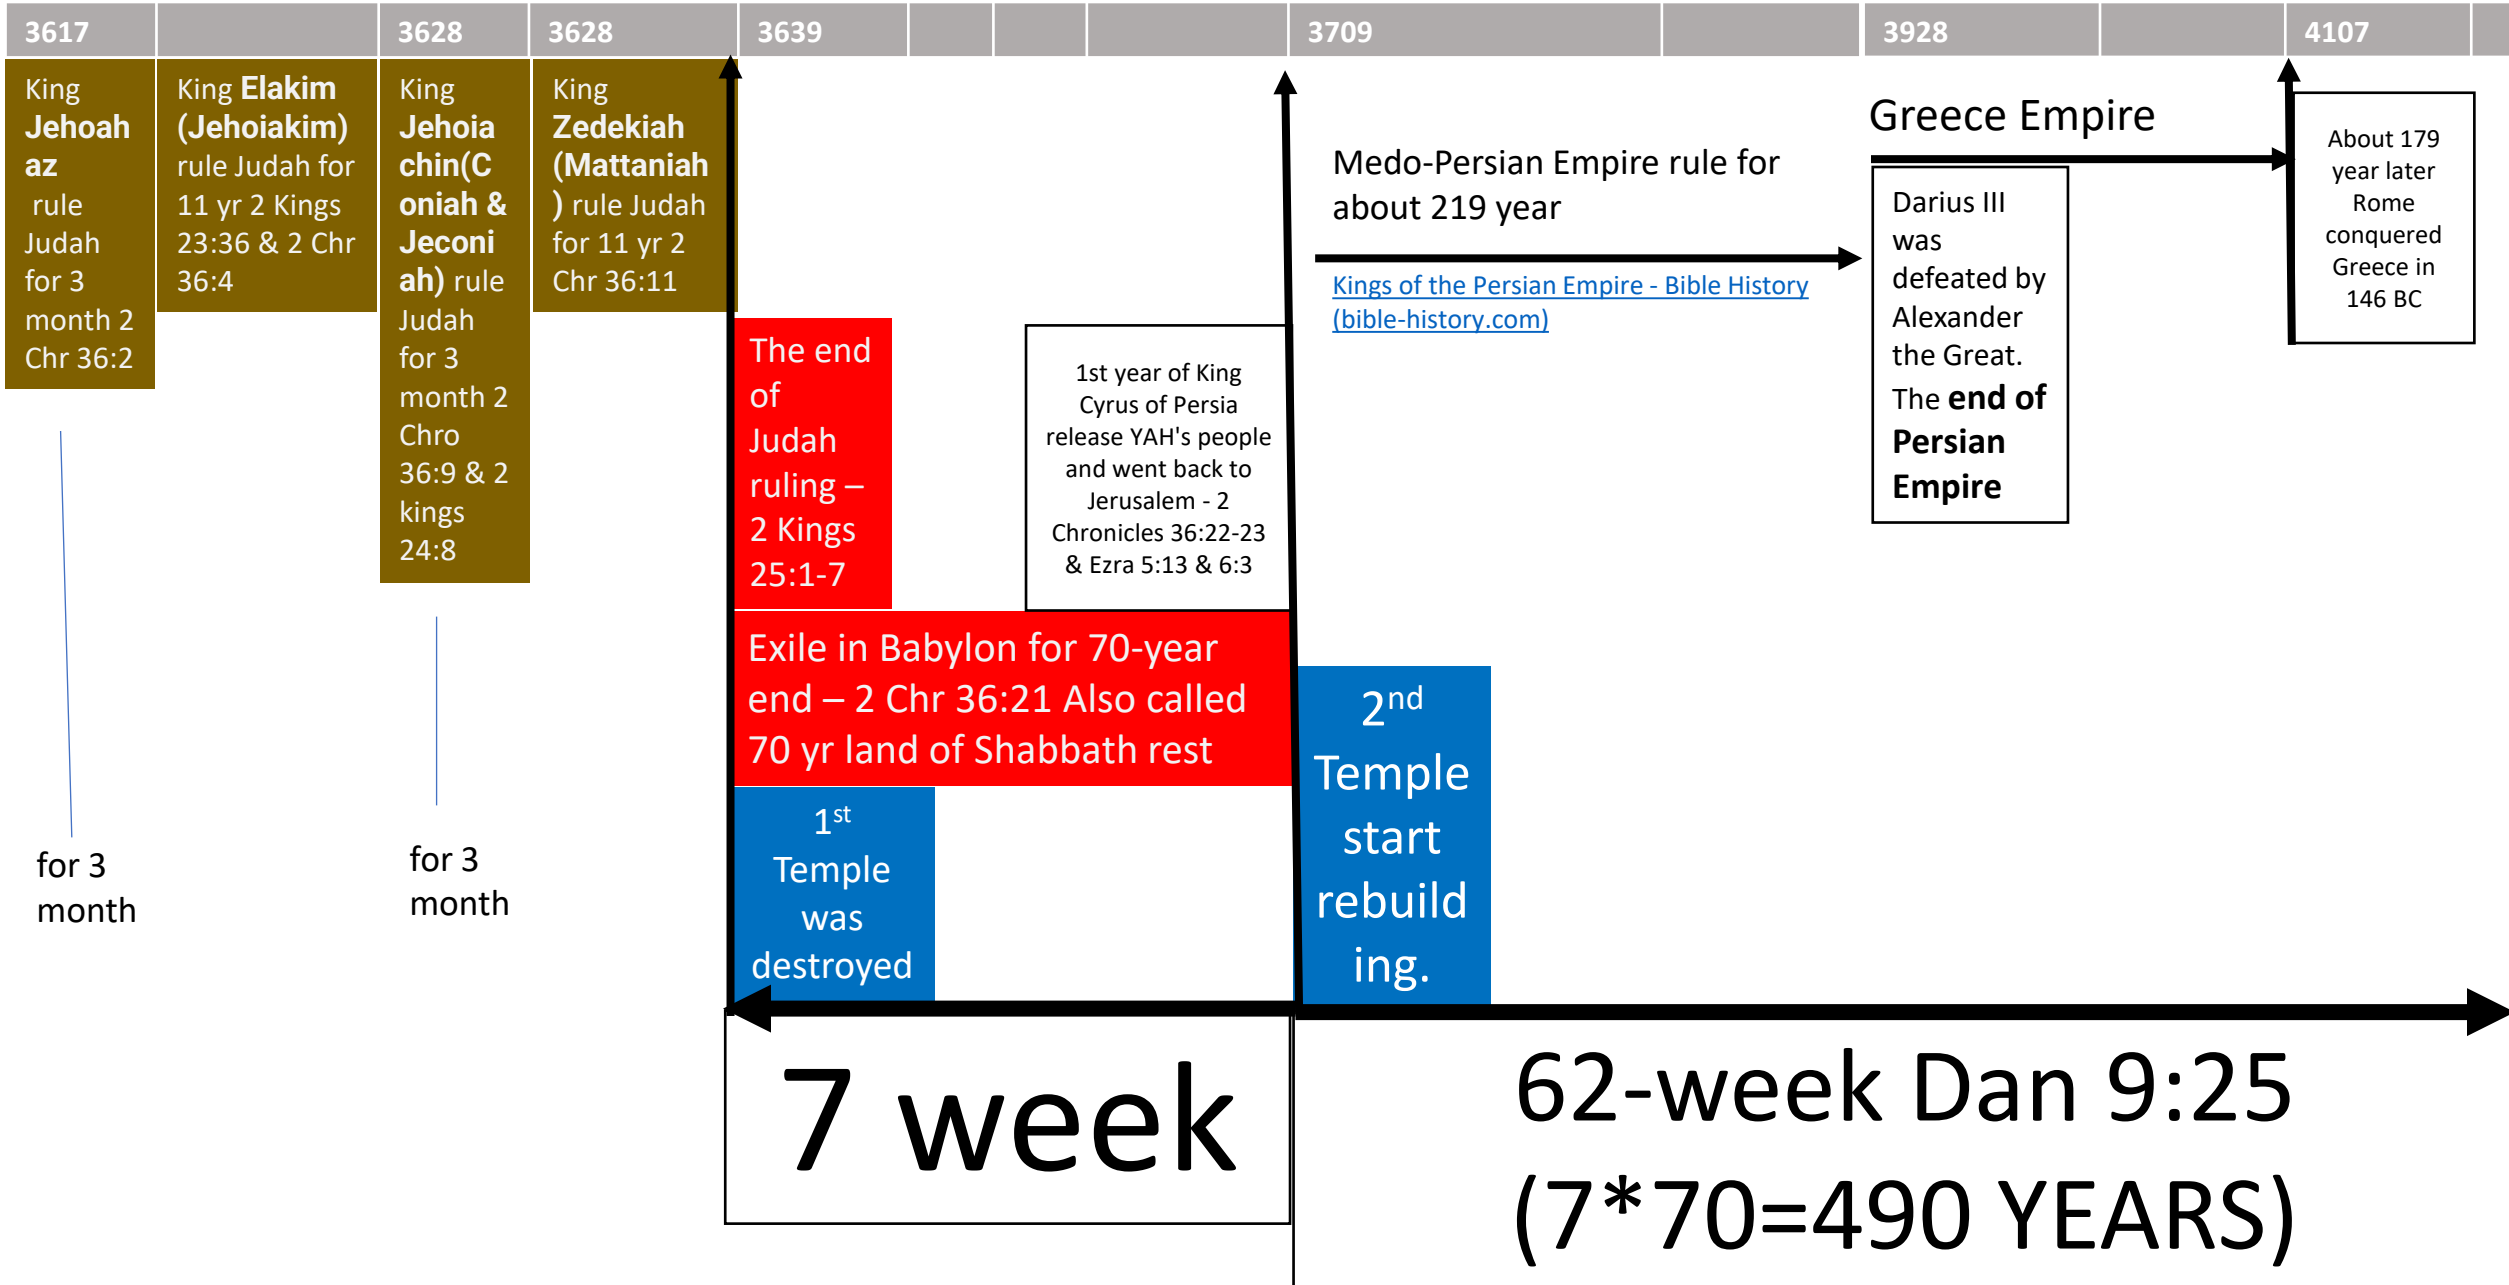 3617
3628
3628
3639
3709
3928
4107
King
Jehoah
az
rule
Judah
for 3
month 2
Chr 36:2
King Elakim
(Jehoiakim)
rule Judah for
11 yr 2 Kings
23:36 & 2 Chr
36:4
King
Jehoia
chin(C
oniah &
Jeconi
ah) rule
Judah
for 3
month 2
Chro
36:9 & 2
kings
24:8
King
Zedekiah
(Mattaniah
) rule Judah
for 11 yr 2
Chr 36:11
for 3
month
for 3
month
The end
of
Judah
ruling –
2 Kings
25:1-7
1st year of King
Cyrus of Persia
release YAH's people
and went back to
Jerusalem - 2
Chronicles 36:22-23
& Ezra 5:13 & 6:3
Exile in Babylon for 70-year
end – 2 Chr 36:21 Also called
70 yr land of Shabbath rest
1st
Temple
was
destroyed
2nd
Temple
start
rebuild
ing.
Medo-Persian Empire rule for
about 219 year
Kings of the Persian Empire - Bible History
(bible-history.com)
Greece Empire
Darius III
was
defeated by
Alexander
the Great.
The end of
Persian
Empire
About 179
year later
Rome
conquered
Greece in
146 BC
7 week
62-week Dan 9:25
(7*70=490 YEARS)